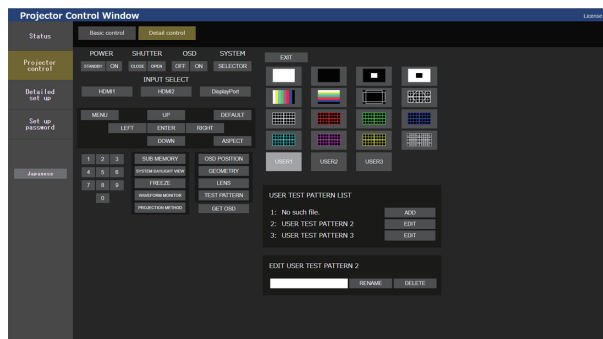 Projector Control Window
License
Status
Projector control
Detailed set up
Set up password
Japanese
Basic control
Detail control
POWER
SHUTTER
OSD
SYSTEM
STANDBY
ON
CLOSE
OPEN
OFF
ON
SELECTOR
INPUT SELECT
HDMI1
HDMI2
DisplayPort
MENU
UP
DEFAULT
LEFT
ENTER
RIGHT
DOWN
ASPECT
1 2 3
4 5 6
7 8 9
0
SUB MEMORY
SYSTEM DAYLIGHT VIEW
FREEZE
WAVEFORM MONITOR
PROJECTION METHOD
OSD POSITION
GEOMETRY
LENS
TEST PATTERN
GET OSD
EXIT
USER1
USER2
USER3
USER TEST PATTERN LIST
1: No such file.
ADD
2: USER TEST PATTERN 2
EDIT
3: USER TEST PATTERN 3
EDIT
EDIT USER TEST PATTERN 2
RENAME
DELETE